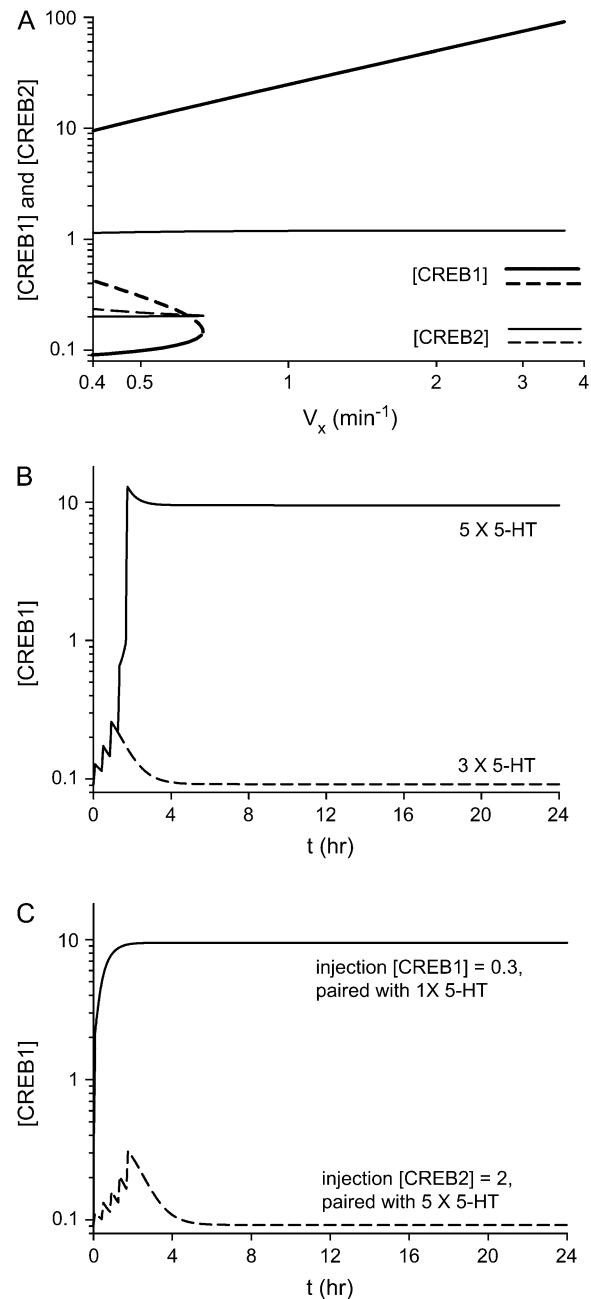 A
[CREB1] and [CREB2]
100
10
1
0.1
[CREB1]
[CREB2]
0.4
0.5
1
2
3
4
Vx (min-1)
B
[CREB1]
10
1
0.1
5 X 5-HT
3 X 5-HT
0
4
8
12
16
20
24
t (hr)
C
[CREB1]
10
1
0.1
injection [CREB1] = 0.3,
paired with 1X 5-HT
injection [CREB2] = 2,
paired with 5 X 5-HT
0
4
8
12
16
20
24
t (hr)